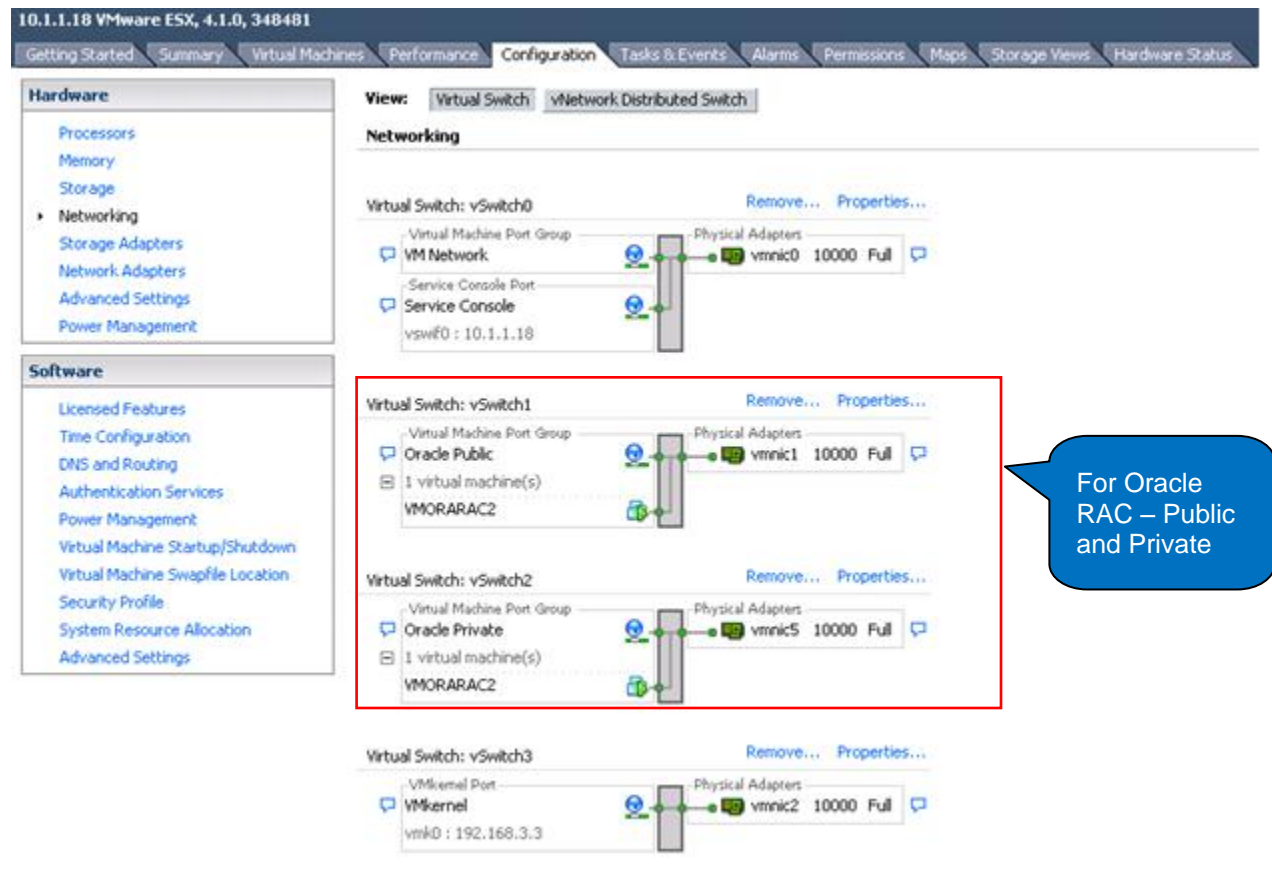 10.1.1.18 VMware ESX, 4.1.0, 348481
Getting Started Summary Virtual Machines Performance Configuration Tasks & Events Alarms Permissions Maps Storage Views Hardware Status
Hardware
Processors
Memory
Storage
Networking
Storage Adapters
Network Adapters
Advanced Settings
Power Management
Software
Licensed Features
Time Configuration
DNS and Routing
Authentication Services
Power Management
Virtual Machine Startup/Shutdown
Virtual Machine Swapfile Location
Security Profile
System Resource Allocation
Advanced Settings
View: Virtual Switch vNetwork Distributed Switch
Networking
Virtual Switch: vSwitch0 Remove... Properties...
Virtual Machine Port Group Physical Adapters
VM Network vmnic0 10000 Full
Service Console Port
Service Console
vswif0 : 10.1.1.18
Virtual Switch: vSwitch1 Remove... Properties...
Virtual Machine Port Group Physical Adapters
Oracle Public vmnic1 10000 Full
1 virtual machine(s)
VMORARAC2
Virtual Switch: vSwitch2 Remove... Properties...
Virtual Machine Port Group Physical Adapters
Oracle Private vmnic5 10000 Full
1 virtual machine(s)
VMORARAC2
Virtual Switch: vSwitch3 Remove... Properties...
VMkernel Port Physical Adapters
VMkernel vmnic2 10000 Full
vmk0 : 192.168.3.3
For Oracle
RAC – Public
and Private